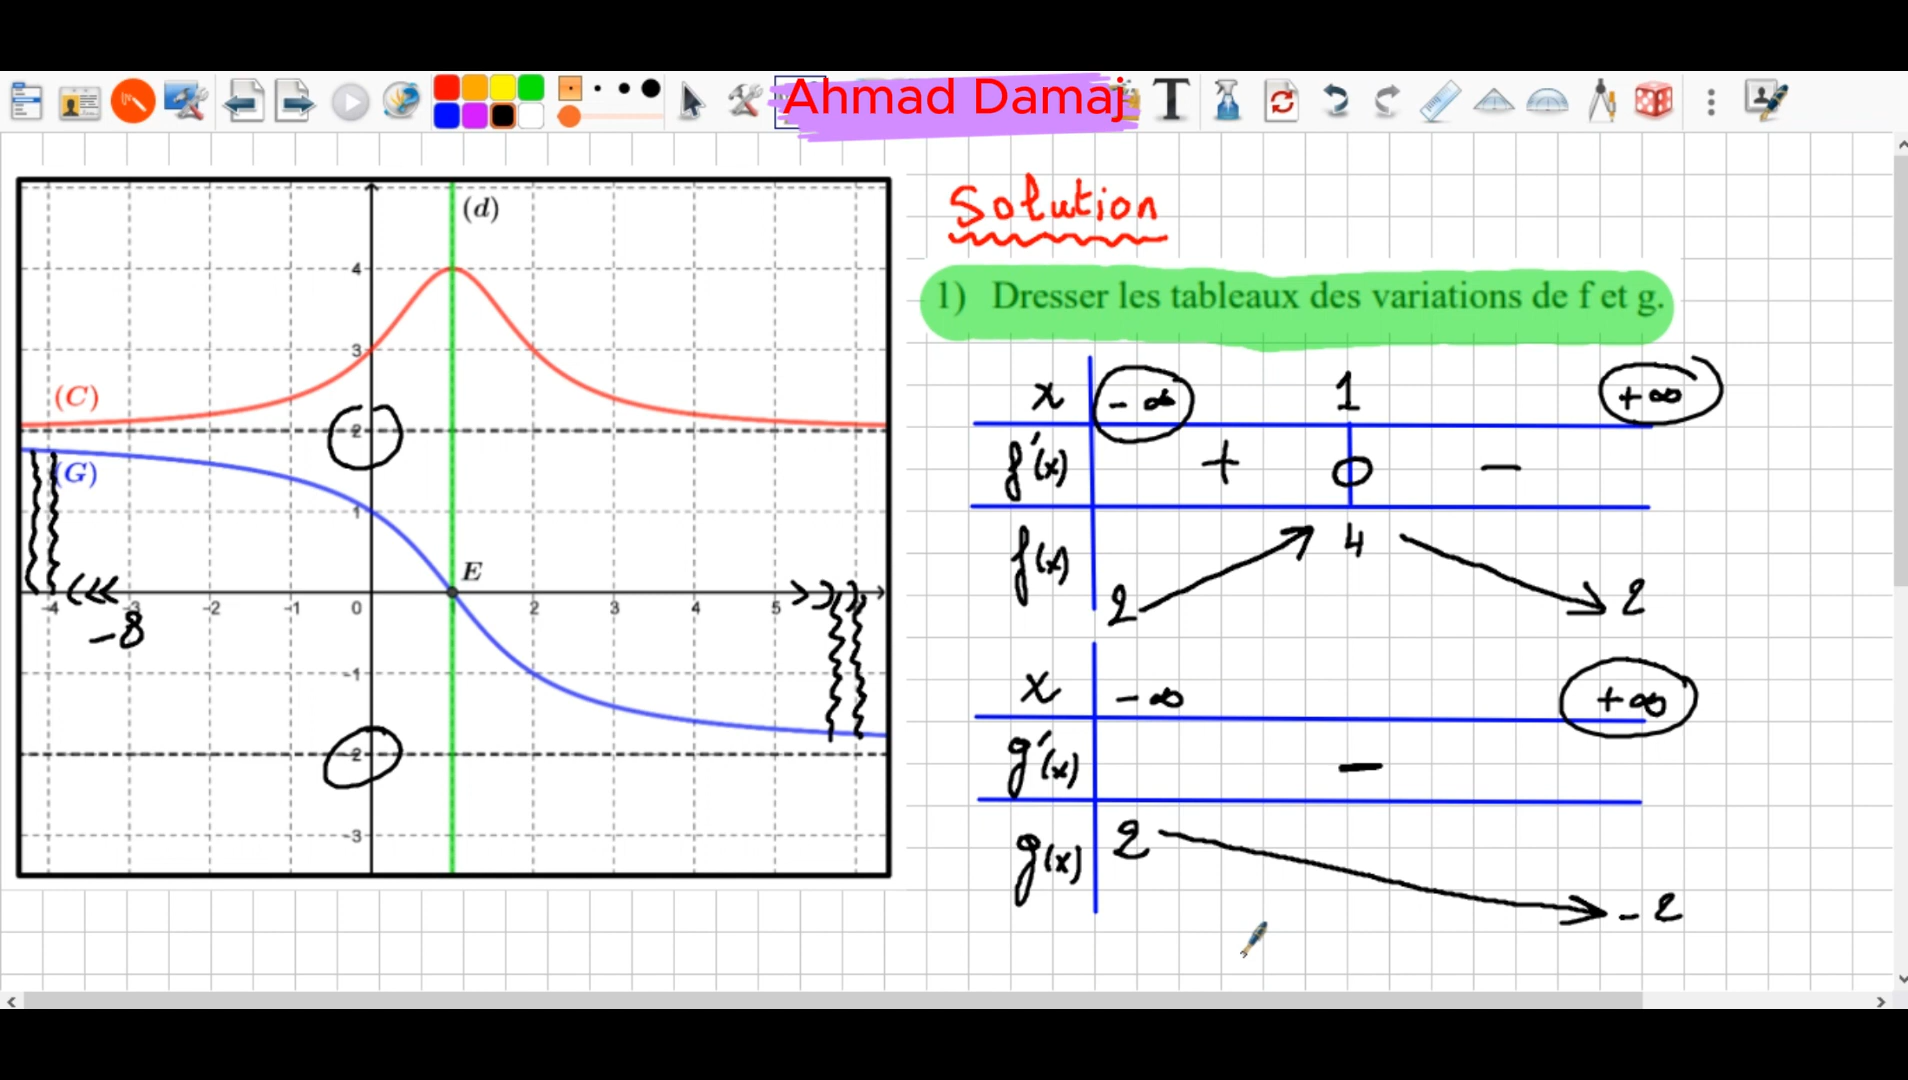 Ahmad Damaj
T
(d)
4
3
(C)
2
(G)
1
E
-4 -3 -2 -1 0 2 3 4 5
-8
-1
-2
-3
Solution
1) Dresser les tableaux des variations de f et g.
x -∞ 1 +∞
f'(x) + 0 -
f(x) 2 4 2
x -∞ +∞
g'(x) -
g(x) 2 -2